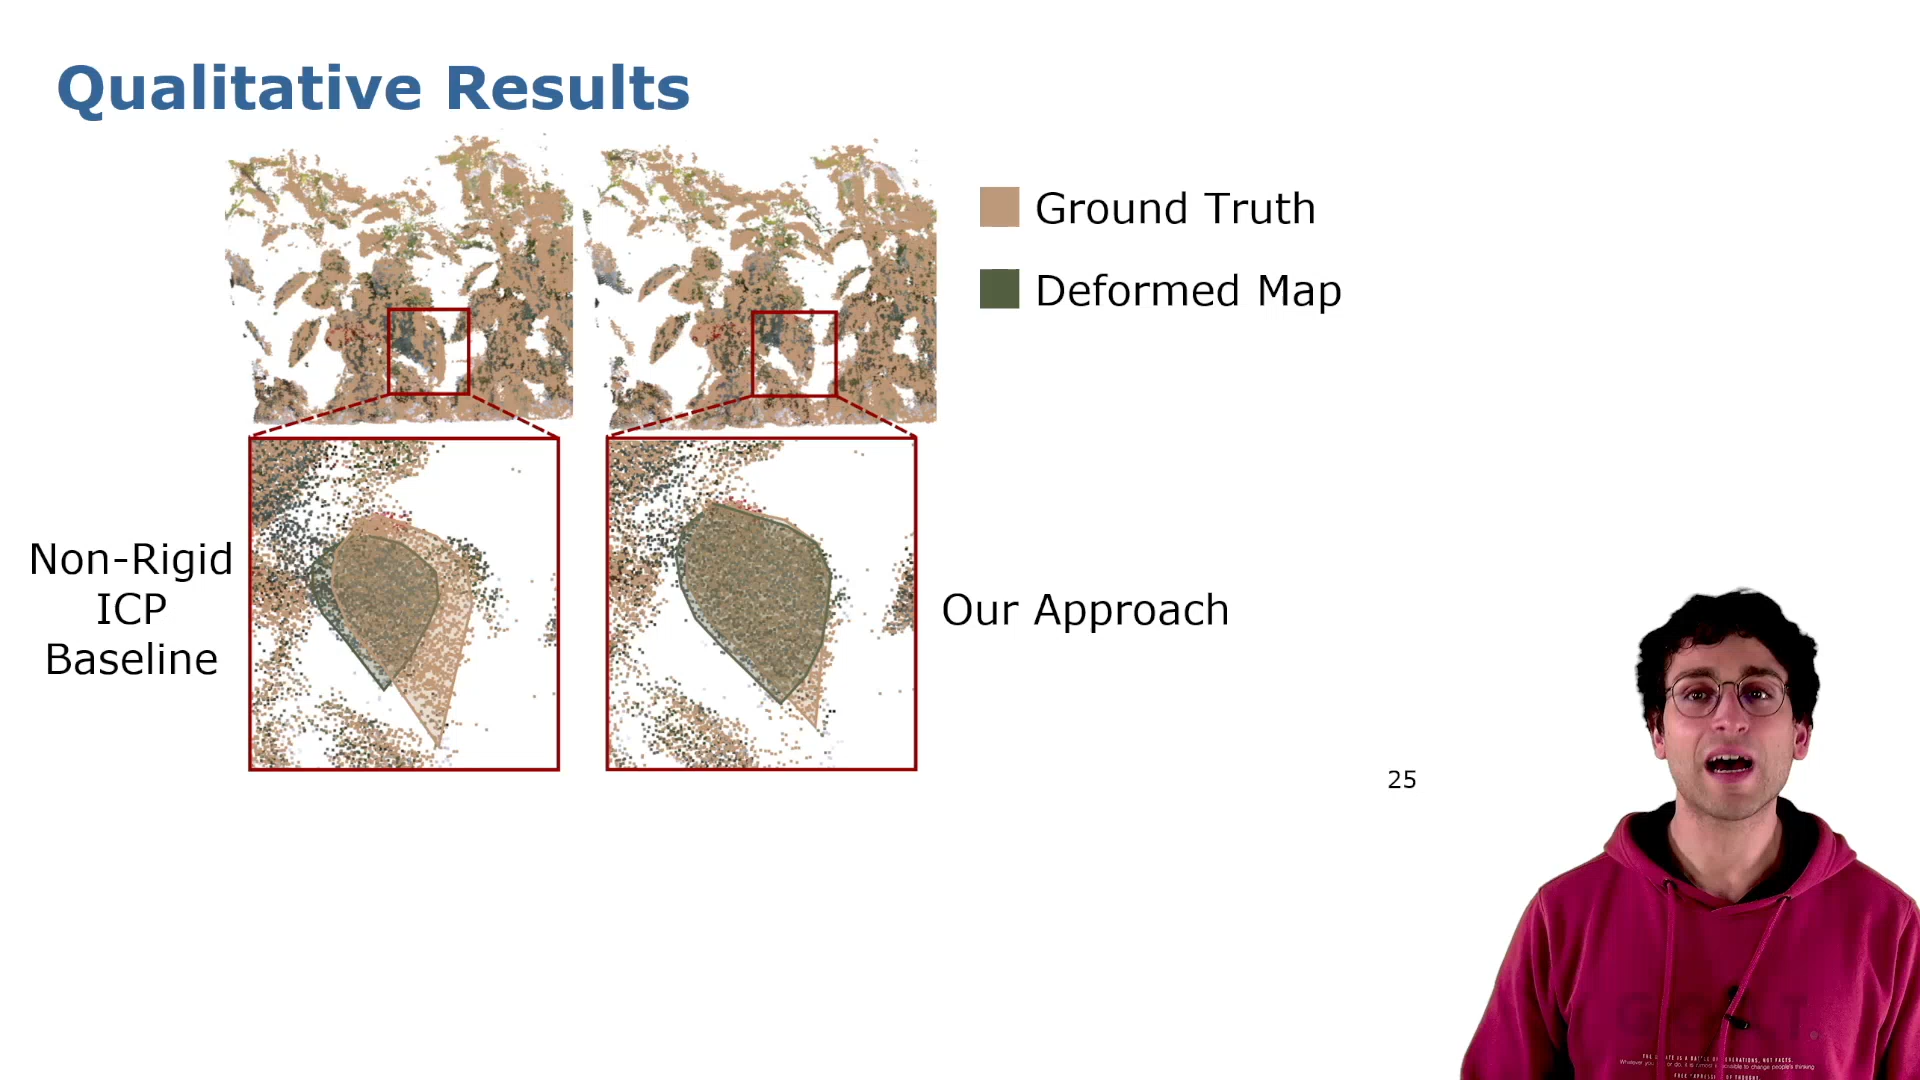 Qualitative Results
Ground Truth
Deformed Map
Non-Rigid
ICP
Baseline
Our Approach
25